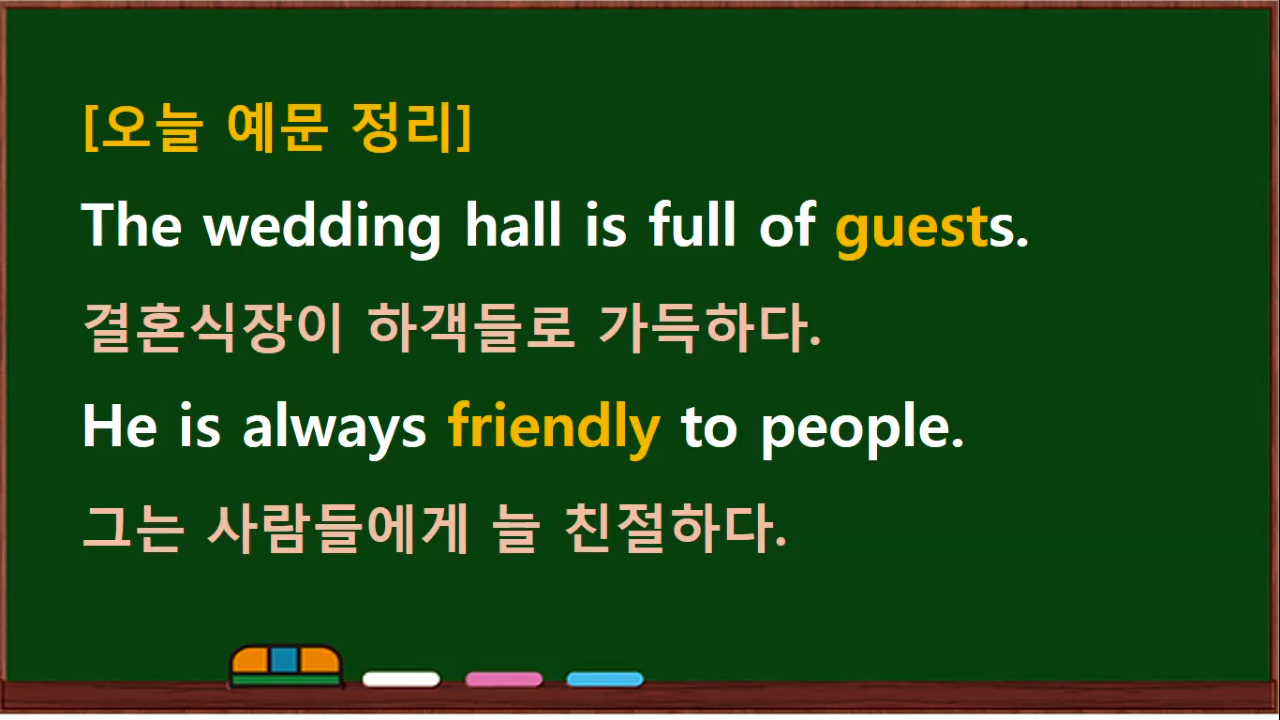 [오늘 예문 정리]
The wedding hall is full of guests.
결혼식장이 하객들로 가득하다.
He is always friendly to people.
그는 사람들에게 늘 친절하다.